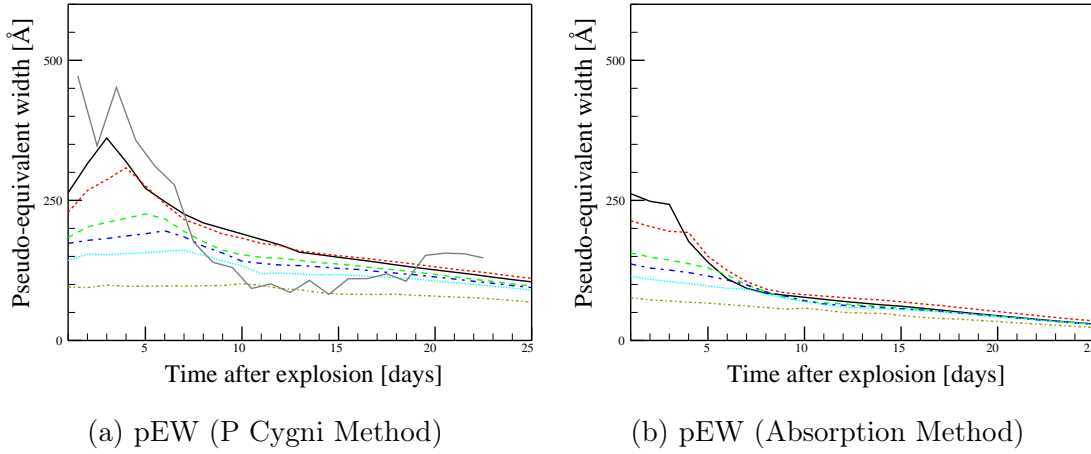 Pseudo-equivalent width [Å]
500
250
0
5
10
15
20
25
Time after explosion [days]
(a) pEW (P Cygni Method)
Pseudo-equivalent width [Å]
500
250
0
5
10
15
20
25
Time after explosion [days]
(b) pEW (Absorption Method)